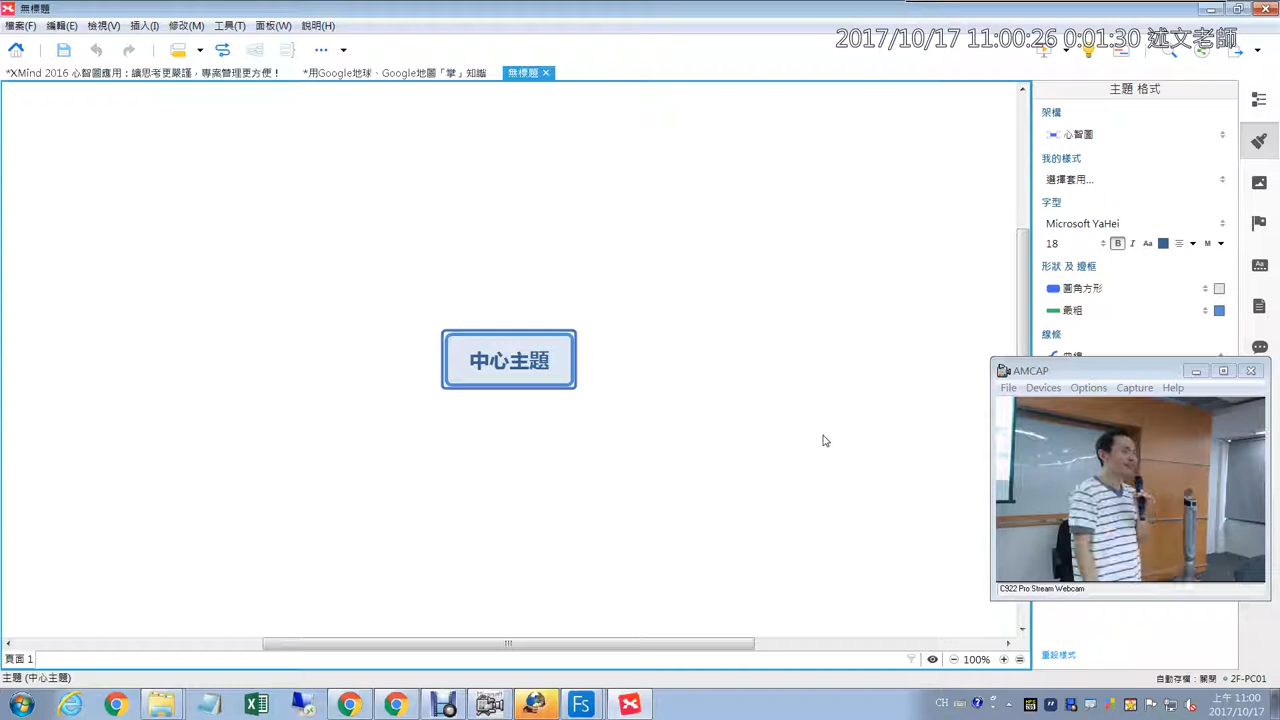 無標題
檔案(F) 編輯(E) 檢視(V) 插入(I) 修改(M) 工具(T) 面板(W) 說明(H)
2017/10/17 11:00:26 0:01:30 述文老師
*XMind 2016 心智圖應用：讓思考更嚴謹，專案管理更方便！ *用Google地球、Google地圖「掌」知識 無標題
主題 格式
架構
心智圖
我的樣式
選擇套用...
字型
Microsoft YaHei
18 B I Aa M
形狀 及 邊框
圓角方形
最粗
線條
曲線
中心主題
AMCAP
File Devices Options Capture Help
C922 Pro Stream Webcam
重設樣式
頁面 1
100%
主題 (中心主題)
自動存檔：關閉 2F-PC01
CH
上午 11:00
2017/10/17